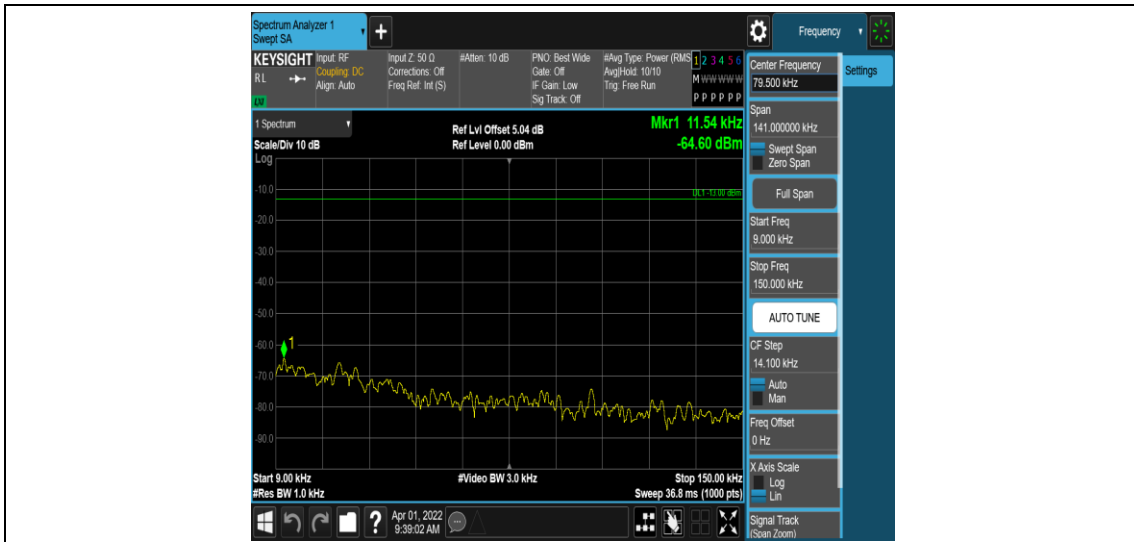 Spectrum Analyzer 1
Swept SA
+
Frequency
KEYSIGHT
RL
LXI
Input: RF
Coupling: DC
Align: Auto
Input Z: 50 Ω
Corrections: Off
Freq Ref: Int (S)
#Atten: 10 dB
PNO: Best Wide
Gate: Off
IF Gain: Low
Sig Track: Off
#Avg Type: Power (RMS
Avg|Hold: 10/10
Trig: Free Run
1 2 3 4 5 6
M W W W W W
P P P P P P
1 Spectrum
Scale/Div 10 dB
Log
Ref Lvl Offset 5.04 dB
Ref Level 0.00 dBm
Mkr1 11.54 kHz
-64.60 dBm
DL1 -13.00 dBm
-10.0
-20.0
-30.0
-40.0
-50.0
-60.0
1
-70.0
-80.0
-90.0
Start 9.00 kHz
#Res BW 1.0 kHz
#Video BW 3.0 kHz
Stop 150.00 kHz
Sweep 36.8 ms (1000 pts)
?
Apr 01, 2022
9:39:02 AM
Center Frequency
79.500 kHz
Span
141.000000 kHz
Swept Span
Zero Span
Full Span
Start Freq
9.000 kHz
Stop Freq
150.000 kHz
AUTO TUNE
CF Step
14.100 kHz
Auto
Man
Freq Offset
0 Hz
X Axis Scale
Log
Lin
Signal Track
(Span Zoom)
Settings